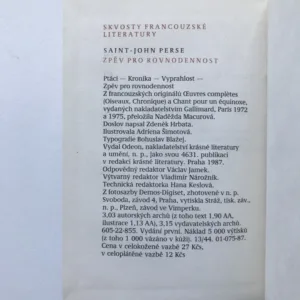 SKVOSTY FRANCOUZSKÉ
LITERATURY
SAINT-JOHN PERSE
ZPĚV PRO ROVNODENNOST
Ptáci — Kronika — Vyprahlost —
Zpěv pro rovnodennost
Z francouzských originálů Œuvres complètes
(Oiseaux, Chronique) a Chant pour un équinoxe,
vydaných nakladatelstvím Gallimard, Paris 1972
a 1975, přeložila Naděžda Macurová.
Doslov napsal Zdeněk Hrbata.
Ilustrovala Adriena Šimotová.
Typografie Bohuslav Blažej.
Vydal Odeon, nakladatelství krásné literatury
a umění, n. p., jako svou 4631. publikaci
v redakci krásné literatury. Praha 1987.
Odpovědný redaktor Václav Jamek.
Výtvarný redaktor Vladimír Nárožník.
Technická redaktorka Hana Keslová.
Z fotosazby Demos-Digiset, zhotovené v n. p.
Svoboda, závod 4, Praha, vytiskla Stráž, tisk. záv.,
n. p., Plzeň, závod ve Vimperku.
3,03 autorských archů (z toho text 1,90 AA,
ilustrace 1,13 AA), 3,15 vydavatelských archů.
605-22-855. Vydání první. Náklad 5 000 výtisků
(z toho 1 000 vázáno v kůži). 13/44. 01-075-87.
Cena v celokožené vazbě 27 Kčs,
v celoplátěné vazbě 12 Kčs